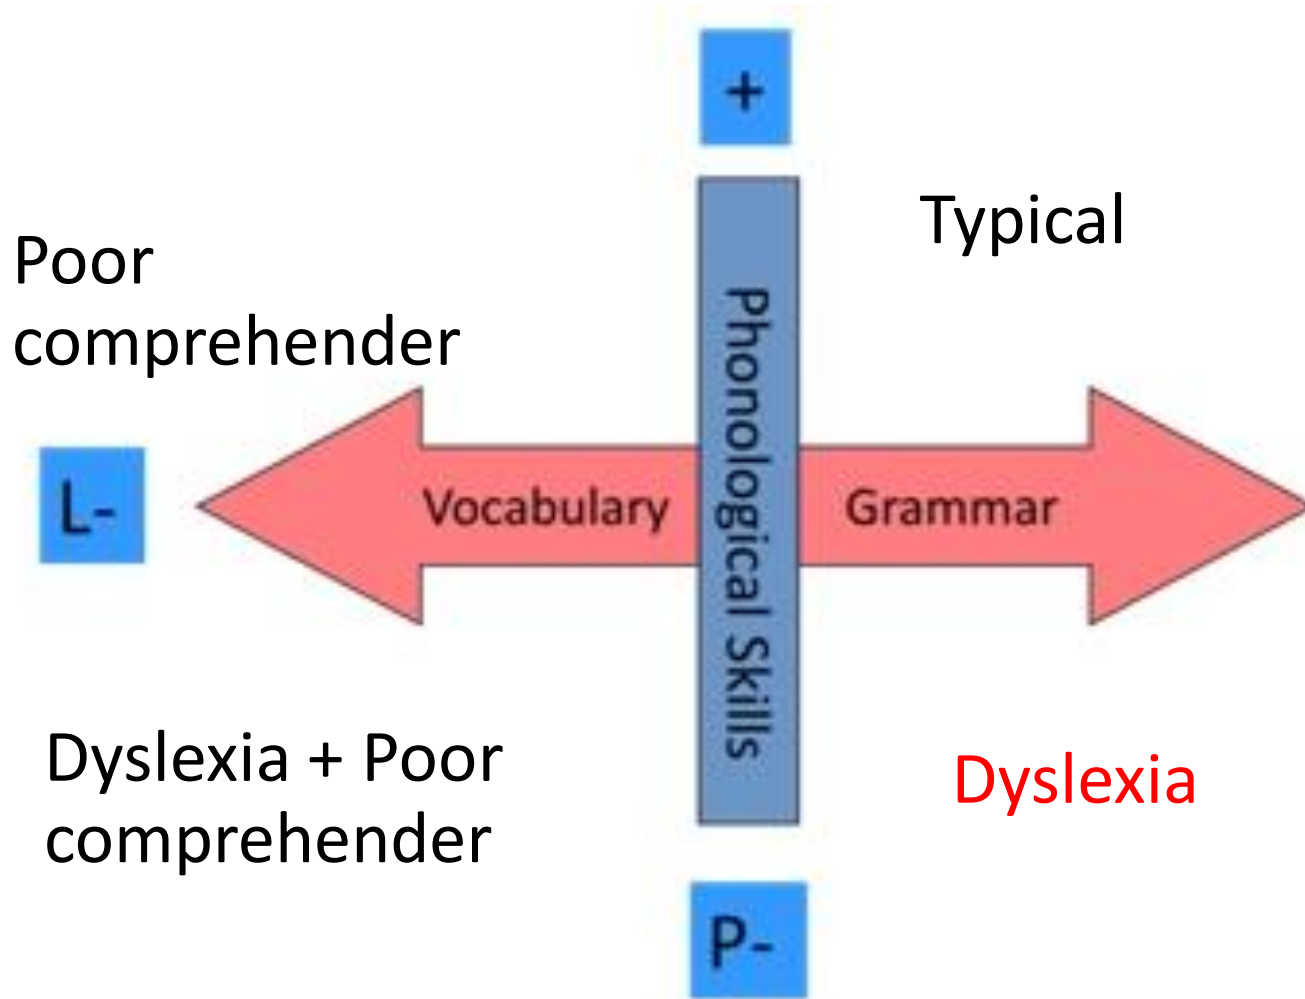 +
Typical
Poor
comprehender
Phonological Skills
L-
Vocabulary
Grammar
Dyslexia + Poor
comprehender
Dyslexia
P-